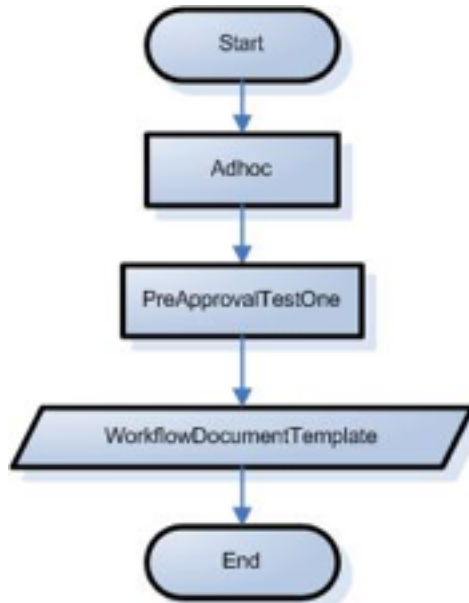 Start
Adhoc
PreApprovalTestOne
WorkflowDocumentTemplate
End